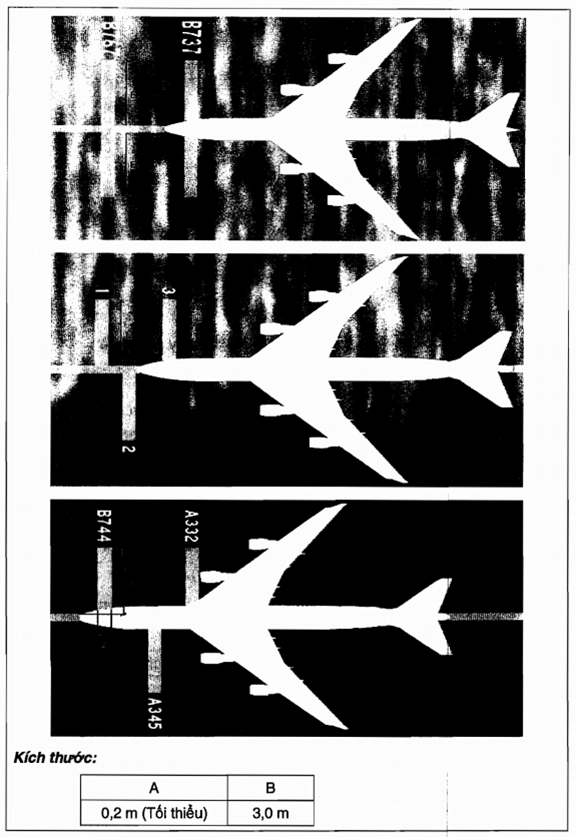 B737
1
3
2
B744
A332
A345
Kích thước:
A B
0,2 m (Tối thiểu) 3,0 m